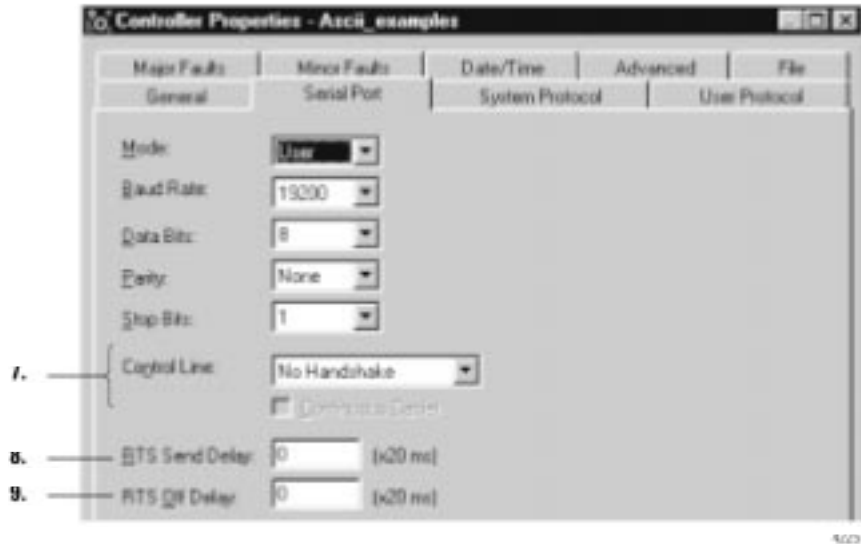 Controller Properties - Ascii_examples
Major Faults Minor Faults Date/Time Advanced File
General Serial Port System Protocol User Protocol
Mode: User
Baud Rate: 19200
Data Bits: 8
Parity: None
Stop Bits: 1
7. Control Line: No Handshake
Continuous Carrier
8. RTS Send Delay: 0 (x20 ms)
9. RTS Off Delay: 0 (x20 ms)